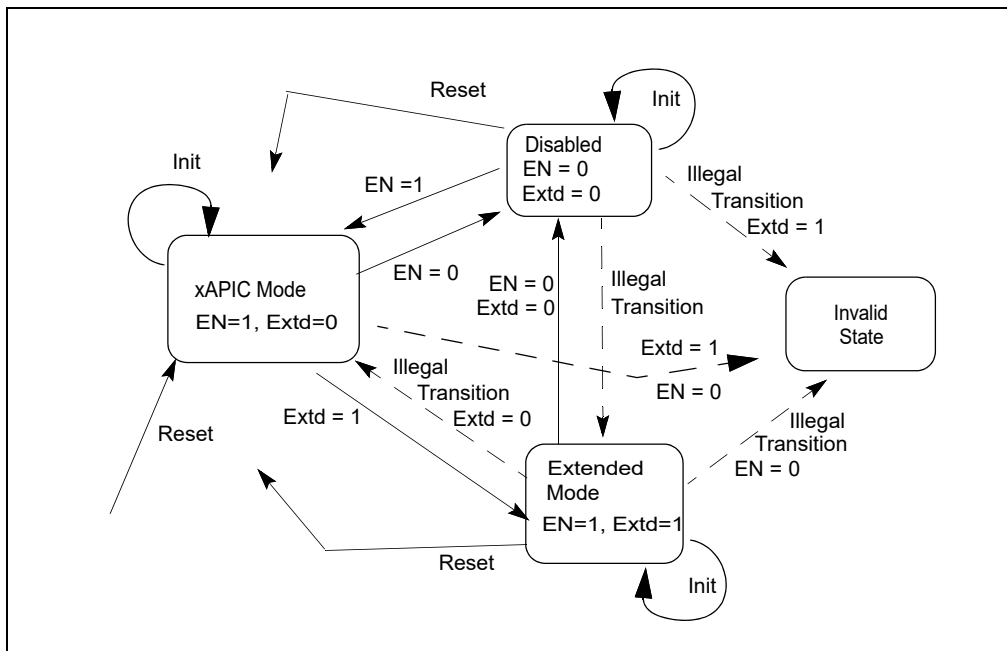 Reset
Init
Disabled
EN = 0
Extd = 0
Init
EN =1
Illegal
Transition
Extd = 1
xAPIC Mode
EN=1, Extd=0
EN = 0
EN = 0
Extd = 0
Illegal
Transition
Invalid
State
Extd = 1
EN = 0
Illegal
Transition
Extd = 0
Extd = 1
Reset
Illegal
Transition
EN = 0
Extended
Mode
EN=1, Extd=1
Reset
Init